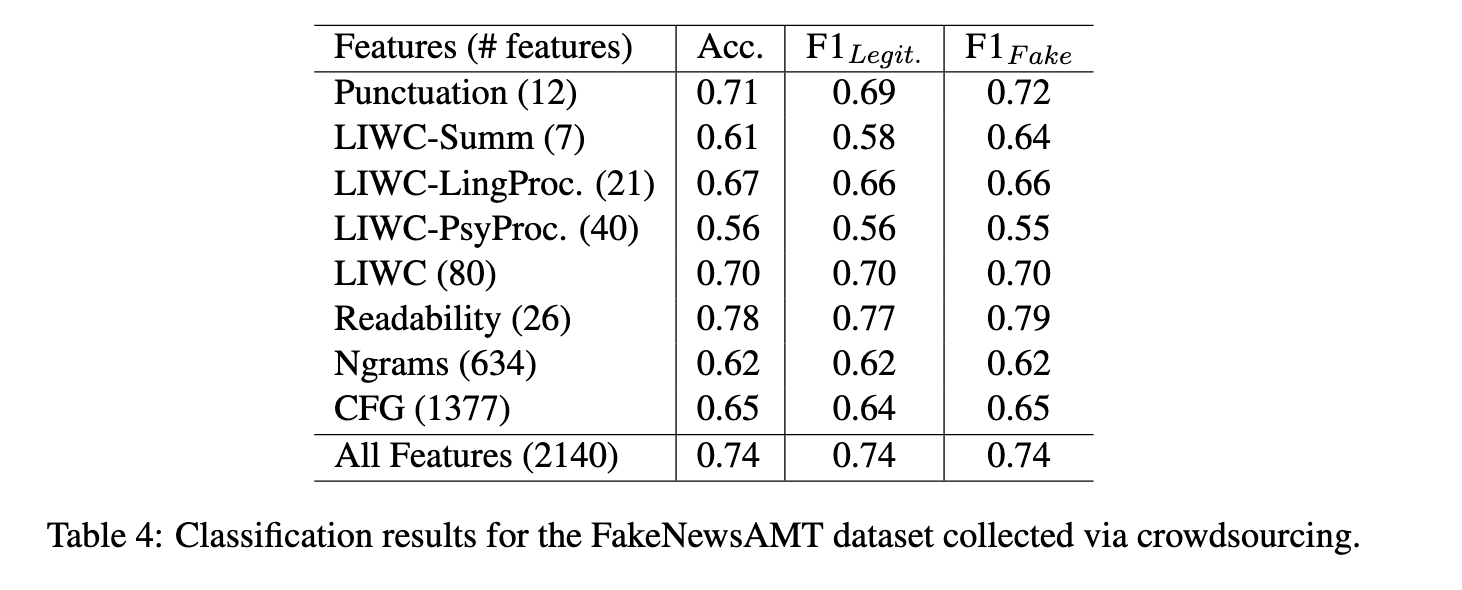 Features (# features) Acc. F1Legit. F1Fake
Punctuation (12) 0.71 0.69 0.72
LIWC-Summ (7) 0.61 0.58 0.64
LIWC-LingProc. (21) 0.67 0.66 0.66
LIWC-PsyProc. (40) 0.56 0.56 0.55
LIWC (80) 0.70 0.70 0.70
Readability (26) 0.78 0.77 0.79
Ngrams (634) 0.62 0.62 0.62
CFG (1377) 0.65 0.64 0.65
All Features (2140) 0.74 0.74 0.74
Table 4: Classification results for the FakeNewsAMT dataset collected via crowdsourcing.